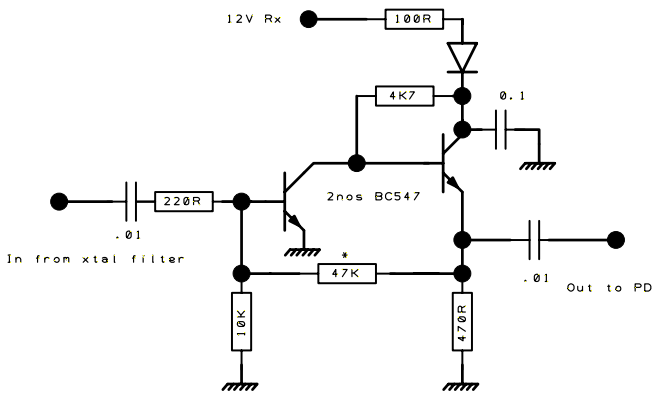 12V Rx
100R
4K7
0.1
220R
2nos BC547
.01
In from xtal filter
*
47K
.01
Out to PD
10K
470R